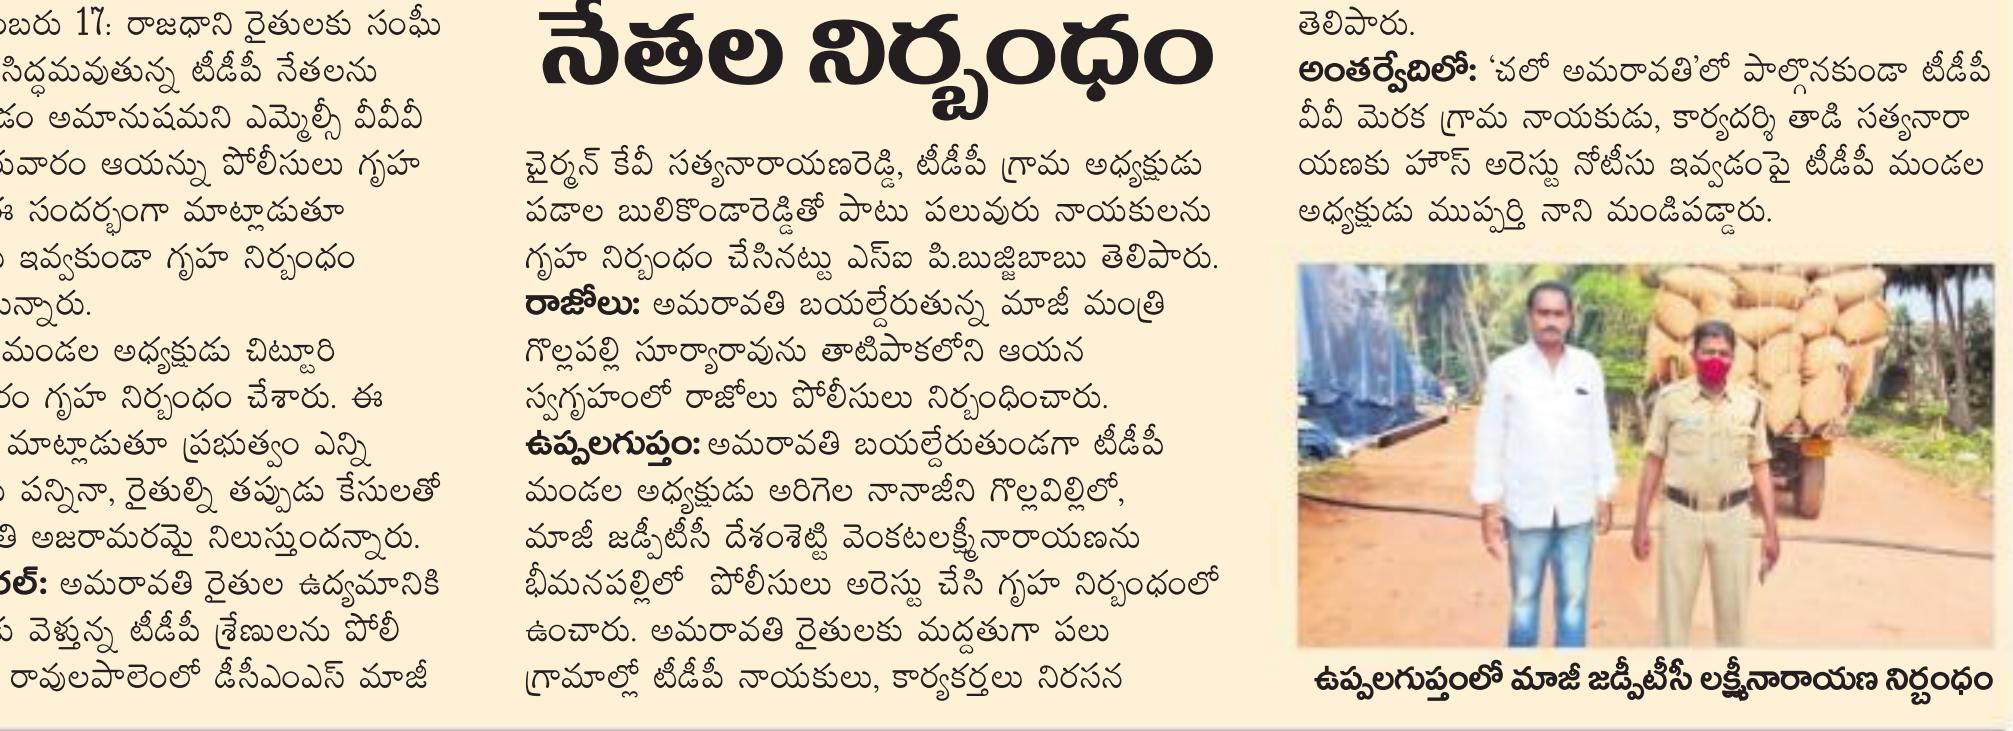 నేతల నిర్బంధం
17: రాజధాని రైతులకు సంఘీ
సిద్ధమవుతున్న టీడీపీ నేతలను
అమానుషమని ఎమ్మెల్సీ వీవీవీ
ఆయన్ను పోలీసులు గృహ
ఈ సందర్భంగా మాట్లాడుతూ
ఇవ్వకుండా గృహ నిర్బంధం
మండల అధ్యక్షుడు చిట్టూరి
గృహ నిర్బంధం చేశారు. ఈ
మాట్లాడుతూ ప్రభుత్వం ఎన్ని
పన్నినా, రైతుల్ని తప్పుడు కేసులతో
అజరామరమై నిలుస్తుందన్నారు.
అమరావతి రైతుల ఉద్యమానికి
వెళ్తున్న టీడీపీ శ్రేణులను పోలీ
రావులపాలెంలో డీసీఎంఎస్ మాజీ
చైర్మన్ కేవీ సత్యనారాయణరెడ్డి, టీడీపీ గ్రామ అధ్యక్షుడు
పడాల బులికొండారెడ్డితో పాటు పలువురు నాయకులను
గృహ నిర్బంధం చేసినట్టు ఎస్ఐ పి.బుజ్జిబాబు తెలిపారు.
రాజోలు: అమరావతి బయల్దేరుతున్న మాజీ మంత్రి
గొల్లపల్లి సూర్యారావును తాటిపాకలోని ఆయన
స్వగృహంలో రాజోలు పోలీసులు నిర్బంధించారు.
ఉప్పలగుప్తం: అమరావతి బయల్దేరుతుండగా టీడీపీ
మండల అధ్యక్షుడు అరిగెల నానాజీని గొల్లవిల్లిలో,
మాజీ జడ్పీటీసీ దేశంశెట్టి వెంకటలక్ష్మీనారాయణను
భీమనపల్లిలో పోలీసులు అరెస్టు చేసి గృహ నిర్బంధంలో
ఉంచారు. అమరావతి రైతులకు మద్దతుగా పలు
గ్రామాల్లో టీడీపీ నాయకులు, కార్యకర్తలు నిరసన
తెలిపారు.
అంతర్వేదిలో: ‘చలో అమరావతి’లో పాల్గొనకుండా టీడీపీ
వీవీ మెరక గ్రామ నాయకుడు, కార్యదర్శి తాడి సత్యనారా
యణకు హౌస్ అరెస్టు నోటీసు ఇవ్వడంపై టీడీపీ మండల
అధ్యక్షుడు ముప్పర్తి నాని మండిపడ్డారు.
ఉప్పలగుప్తంలో మాజీ జడ్పీటీసీ లక్ష్మీనారాయణ నిర్బంధం